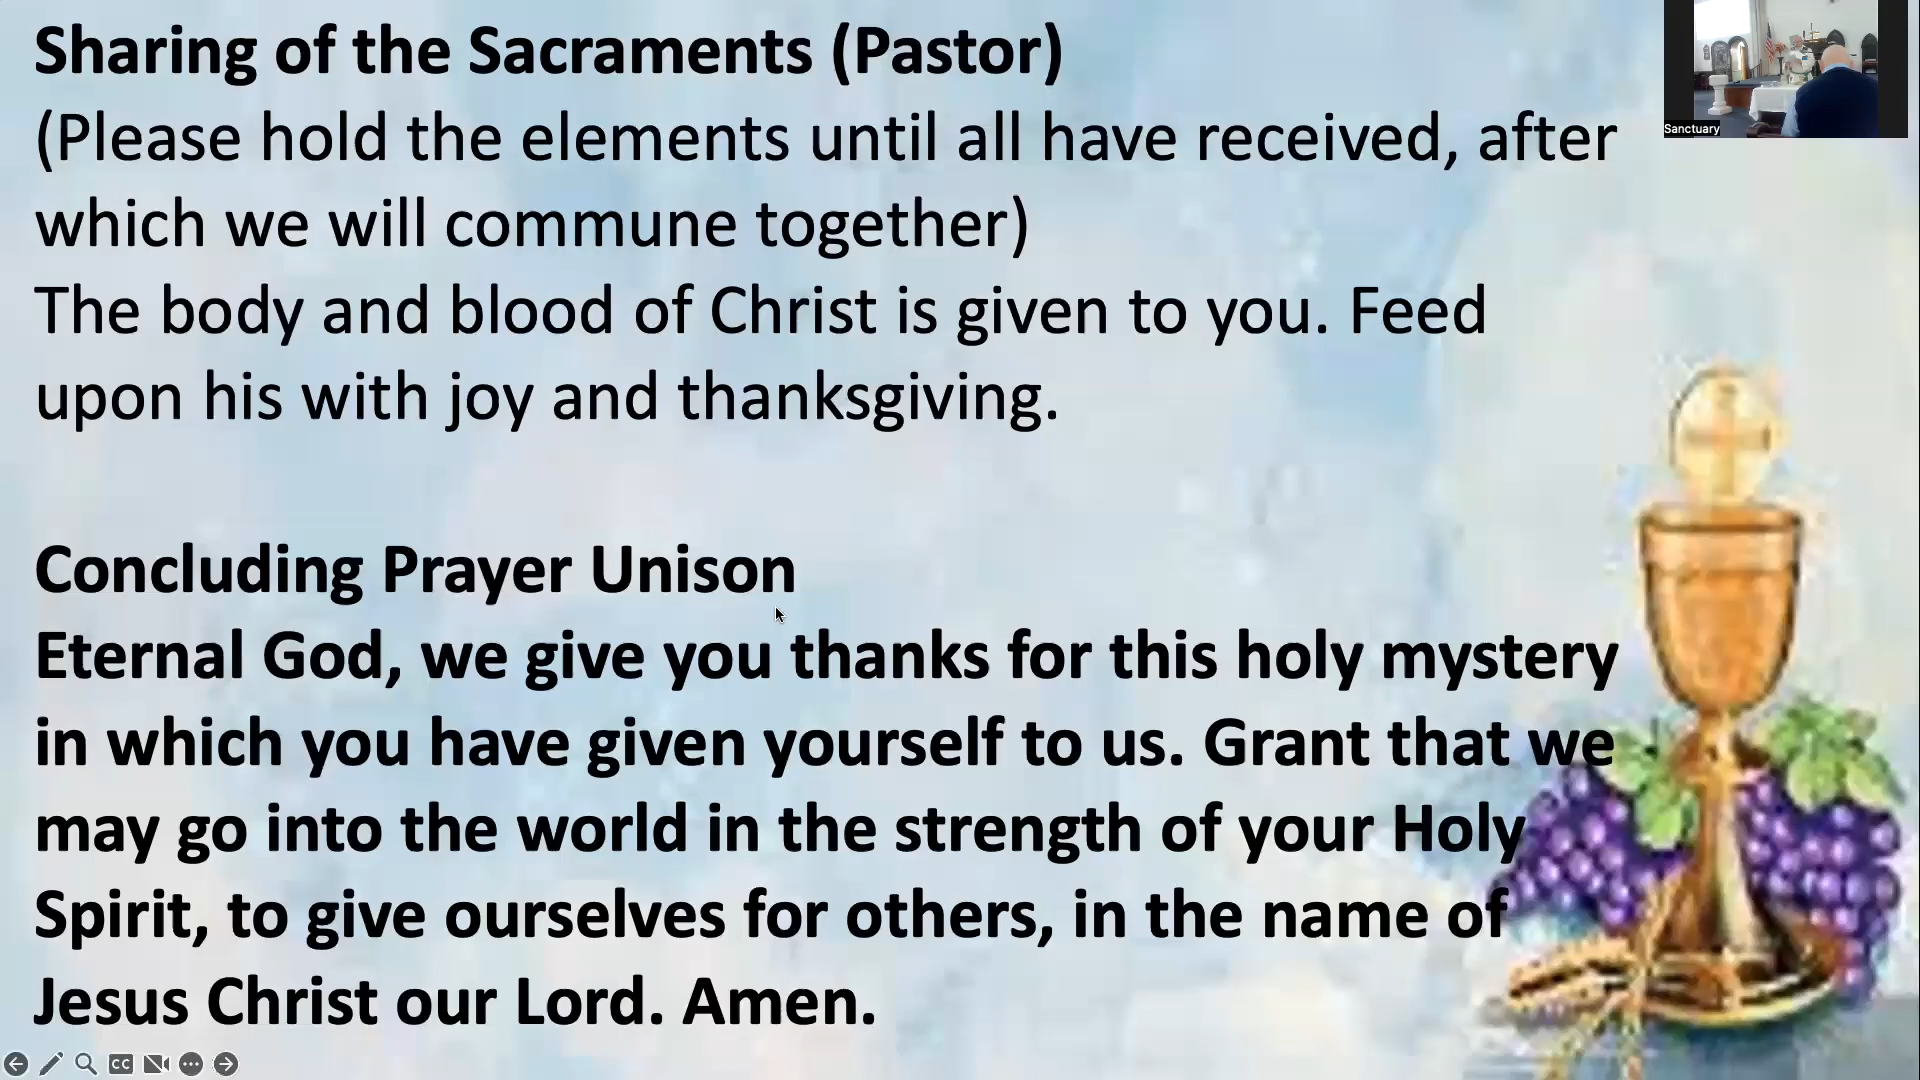 Sharing of the Sacraments (Pastor)
(Please hold the elements until all have received, after
which we will commune together)
The body and blood of Christ is given to you. Feed
upon his with joy and thanksgiving.
Concluding Prayer Unison
Eternal God, we give you thanks for this holy mystery
in which you have given yourself to us. Grant that we
may go into the world in the strength of your Holy
Spirit, to give ourselves for others, in the name of
Jesus Christ our Lord. Amen.
Sanctuary
CC